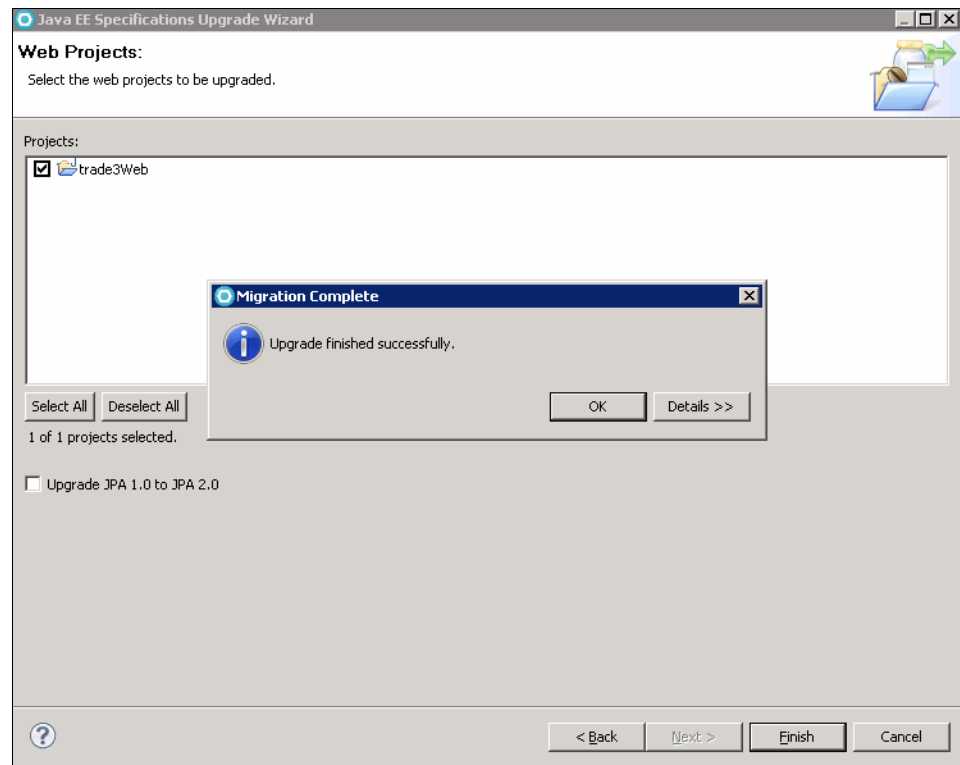 Java EE Specifications Upgrade Wizard
Web Projects:
Select the web projects to be upgraded.
Projects:
trade3Web
Migration Complete
Upgrade finished successfully.
OK
Details >>
Select All
Deselect All
1 of 1 projects selected.
Upgrade JPA 1.0 to JPA 2.0
?
< Back
Next >
Finish
Cancel